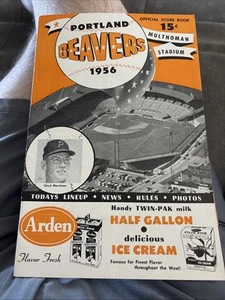 PORTLAND
BEAVERS
1956
OFFICIAL SCORE BOOK
15¢
MULTNOMAH
STADIUM
P
TODAYS LINEUP • NEWS • RULES • PHOTOS
Arden
Flavor Fresh
Handy TWIN-PAK milk
HALF GALLON
• delicious
ICE CREAM
Famous for Finest Flavor
throughout the West!